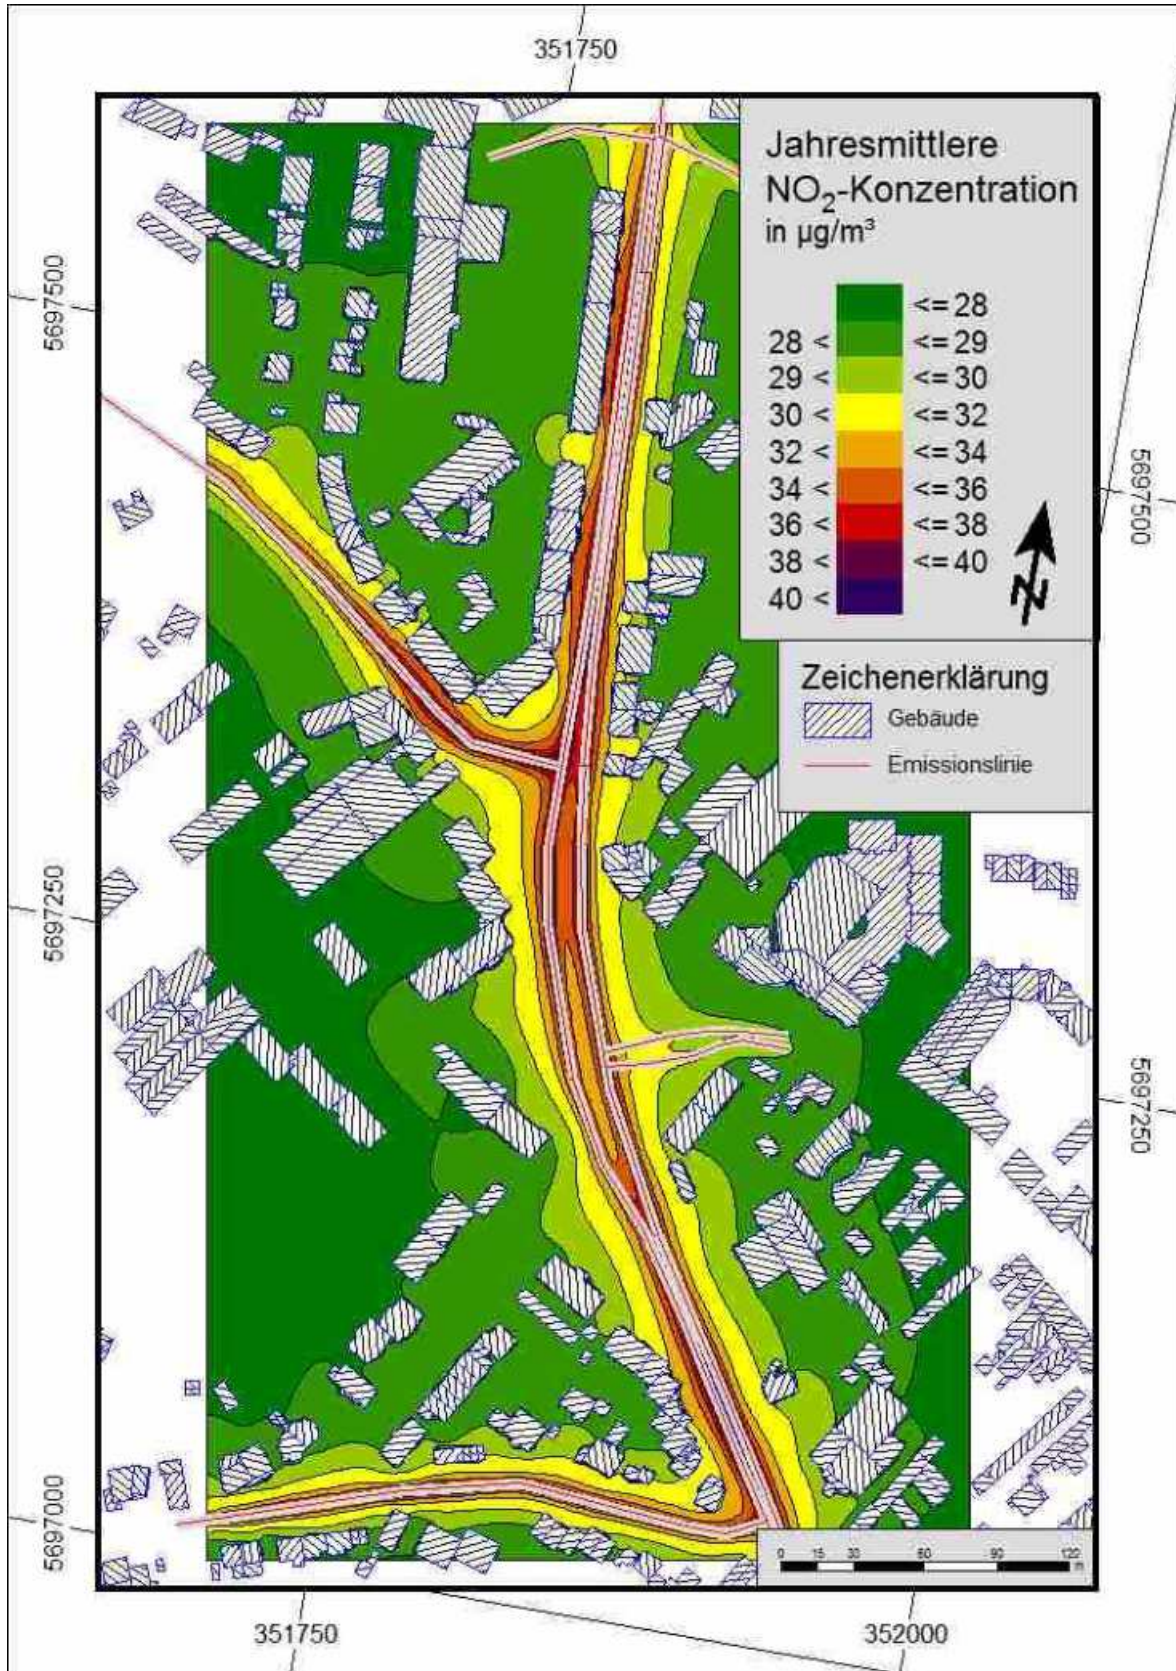 351750
Jahresmittlere
NO₂-Konzentration
in µg/m³
<= 28
28 < <= 29
29 < <= 30
30 < <= 32
32 < <= 34
34 < <= 36
36 < <= 38
38 < <= 40
40 <
N
Zeichenerklärung
Gebäude
Emissionslinie
5697500
5697250
5697000
5697500
5697250
0 15 30 60 90 120
m
351750
352000